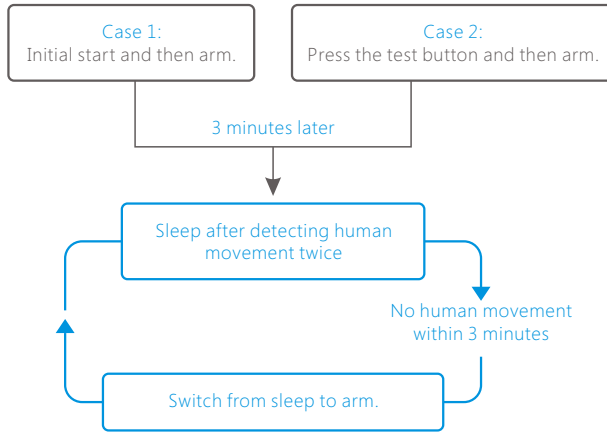 Case 1:
Initial start and then arm.
Case 2:
Press the test button and then arm.
3 minutes later
Sleep after detecting human
movement twice
No human movement
within 3 minutes
Switch from sleep to arm.